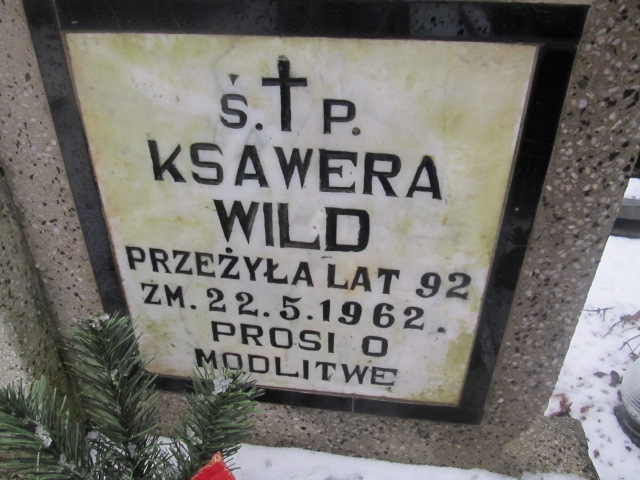 Ś. P.
KSAWERA
WILD
PRZEŻYŁA LAT 92
ZM. 22.5.1962.
PROSI O
MODLITWE